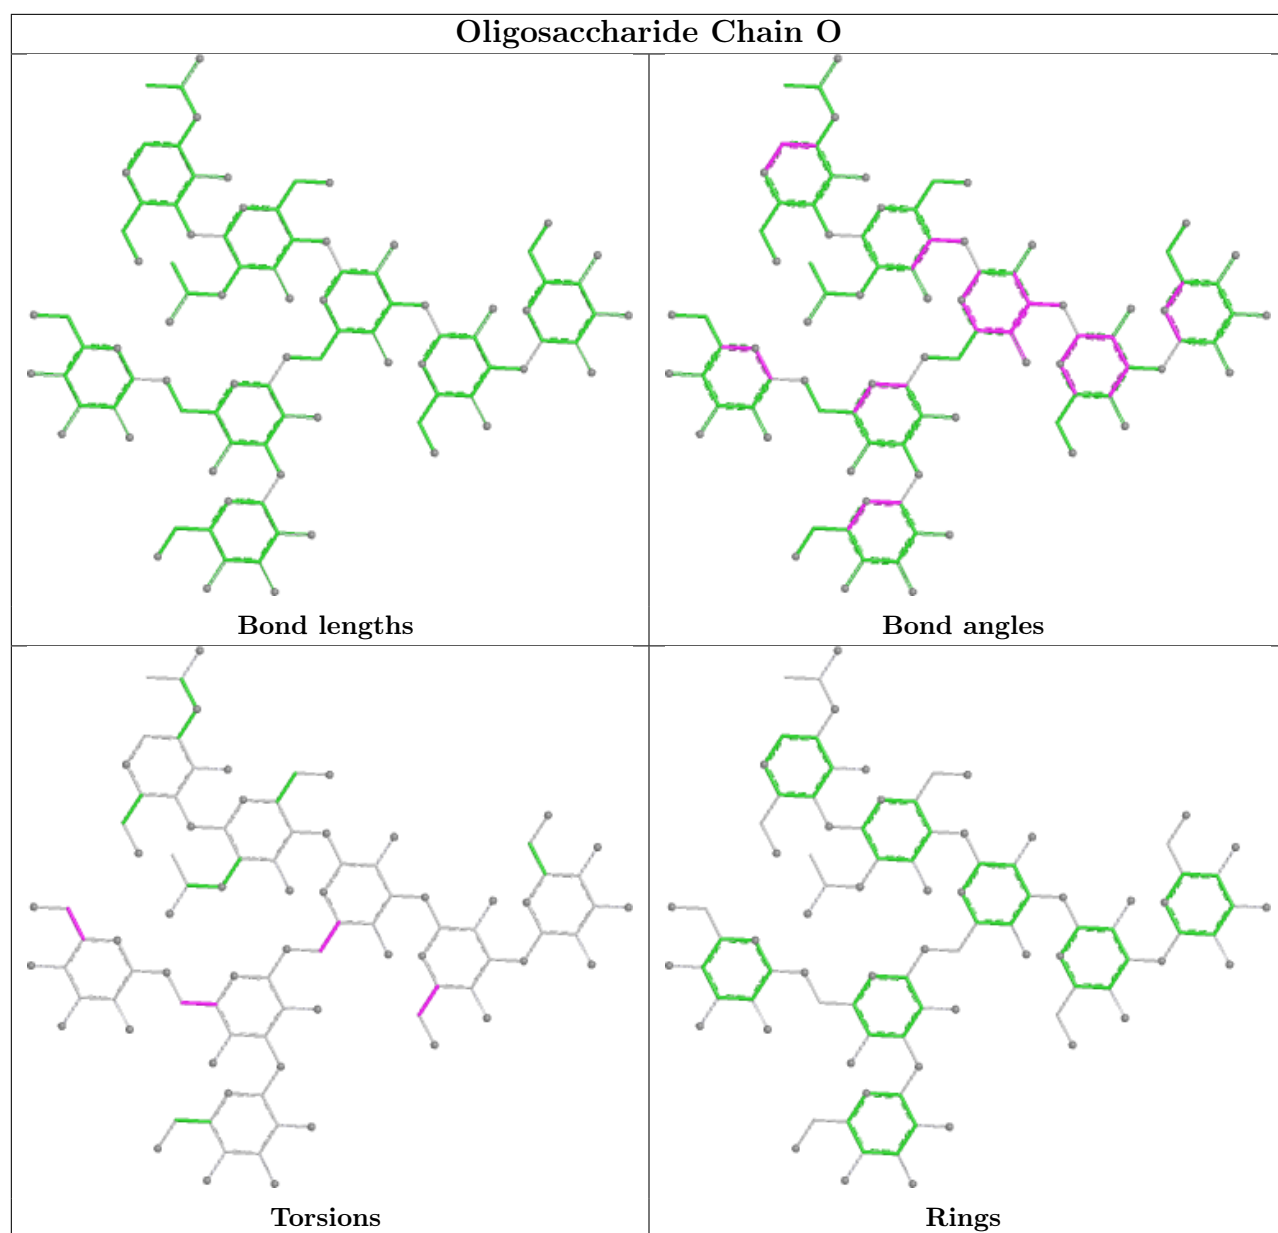 Oligosaccharide Chain O
Bond lengths
Bond angles
Torsions
Rings